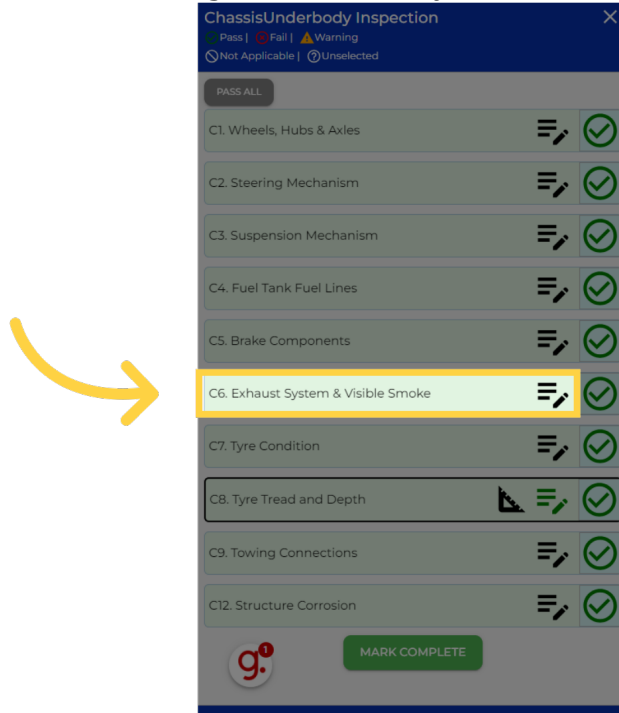 ChassisUnderbody Inspection
Pass | Fail | Warning
Not Applicable | Unselected
PASS ALL
C1. Wheels, Hubs & Axles
C2. Steering Mechanism
C3. Suspension Mechanism
C4. Fuel Tank Fuel Lines
C5. Brake Components
C6. Exhaust System & Visible Smoke
C7. Tyre Condition
C8. Tyre Tread and Depth
C9. Towing Connections
C12. Structure Corrosion
g. 1
MARK COMPLETE